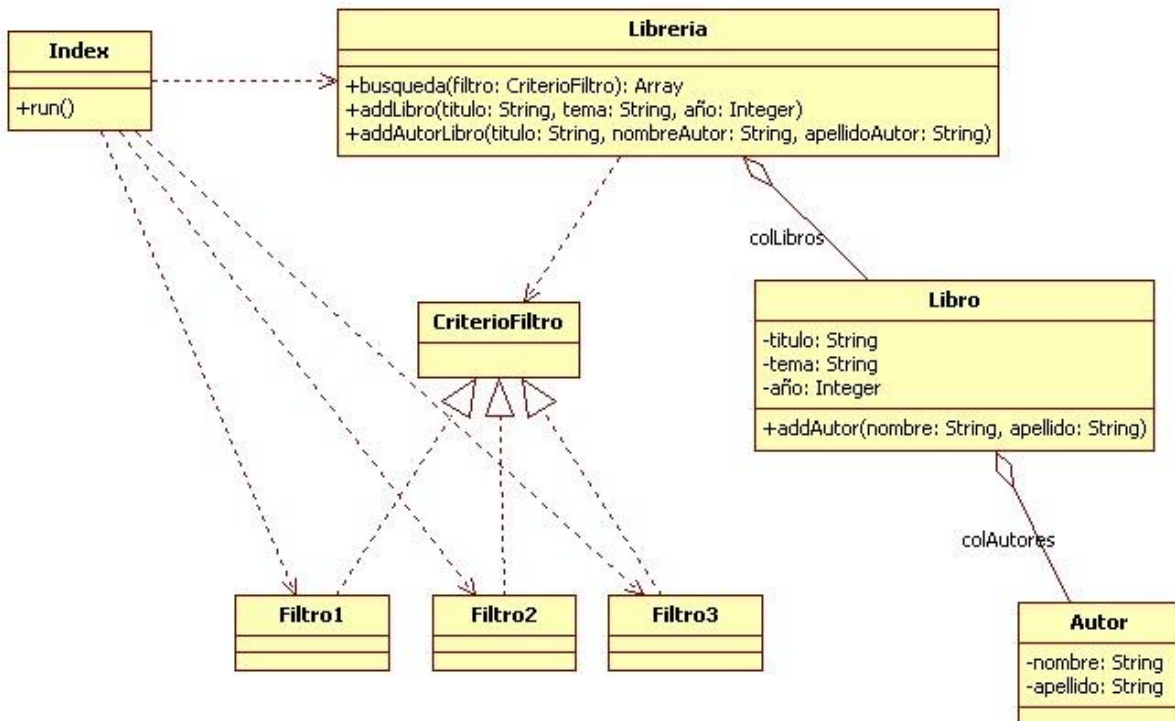 Index
+run()
Libreria
+busqueda(filtro: CriterioFiltro): Array
+addLibro(titulo: String, tema: String, año: Integer)
+addAutorLibro(titulo: String, nombreAutor: String, apellidoAutor: String)
colLibros
CriterioFiltro
Libro
-titulo: String
-tema: String
-año: Integer
+addAutor(nombre: String, apellido: String)
colAutores
Filtro1
Filtro2
Filtro3
Autor
-nombre: String
-apellido: String